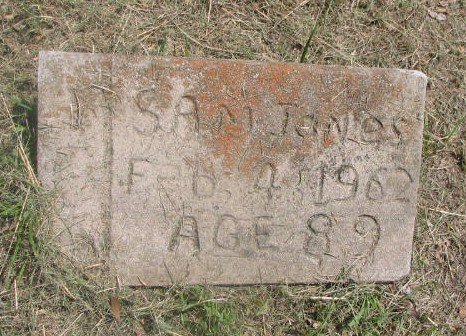 SAM JONES
Feb, 4, 1962
AGE 89